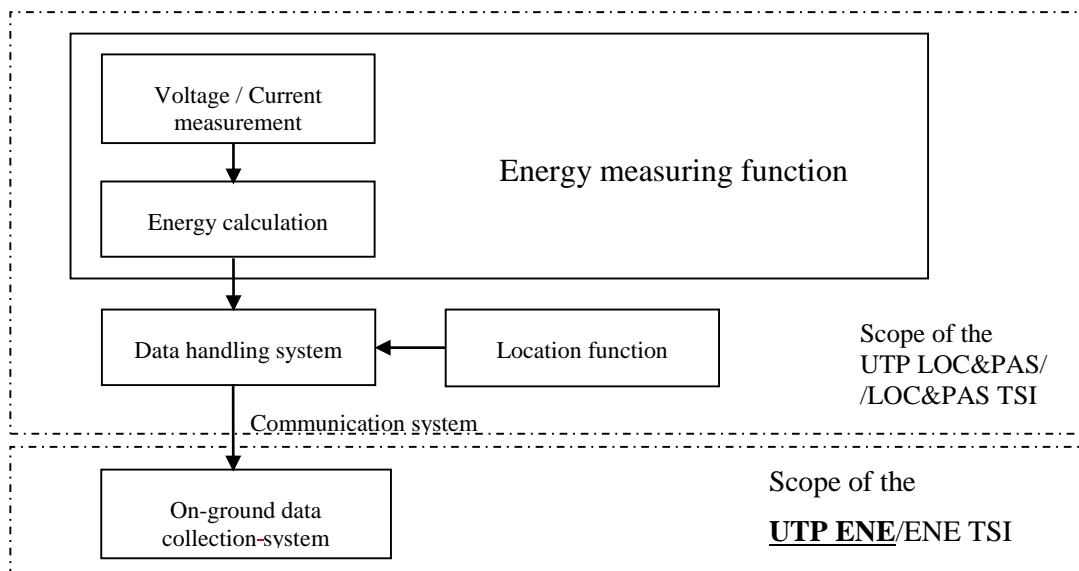 Voltage / Current
measurement
Energy measuring function
Energy calculation
Data handling system
Location function
Scope of the
UTP LOC&PAS/
/LOC&PAS TSI
Communication system
On-ground data
collection-system
Scope of the
UTP ENE/ENE TSI